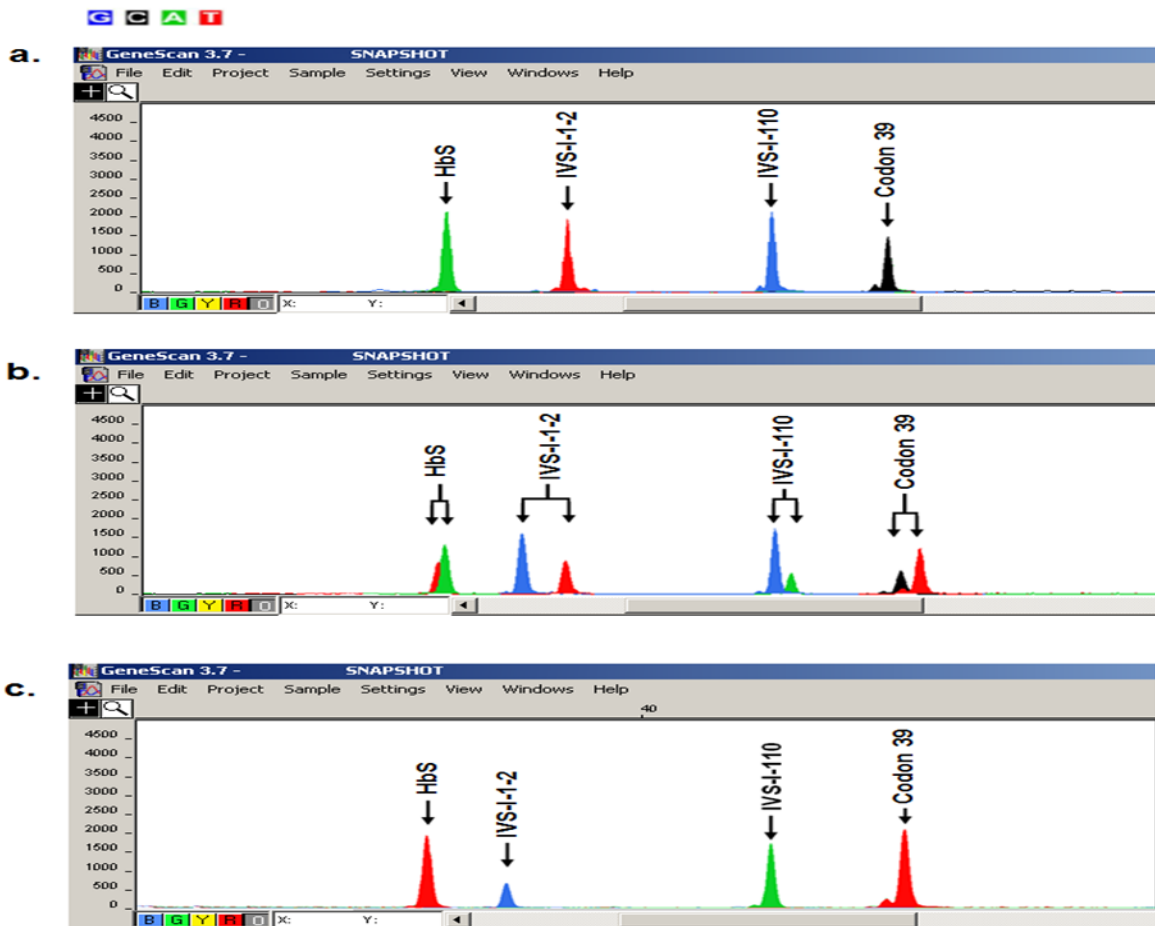 G C A T
a.
GeneScan 3.7 - SNAPSHOT
File Edit Project Sample Settings View Windows Help
HbS
IVS-I-1-2
IVS-I-110
Codon 39
4500
4000
3500
3000
2500
2000
1500
1000
500
0
B G Y R O X: Y:
b.
GeneScan 3.7 - SNAPSHOT
File Edit Project Sample Settings View Windows Help
HbS
IVS-I-1-2
IVS-I-110
Codon 39
4500
4000
3500
3000
2500
2000
1500
1000
500
0
B G Y R O X: Y:
c.
GeneScan 3.7 - SNAPSHOT
File Edit Project Sample Settings View Windows Help
40
HbS
IVS-I-1-2
IVS-I-110
Codon 39
4500
4000
3500
3000
2500
2000
1500
1000
500
0
B G Y R O X: Y: